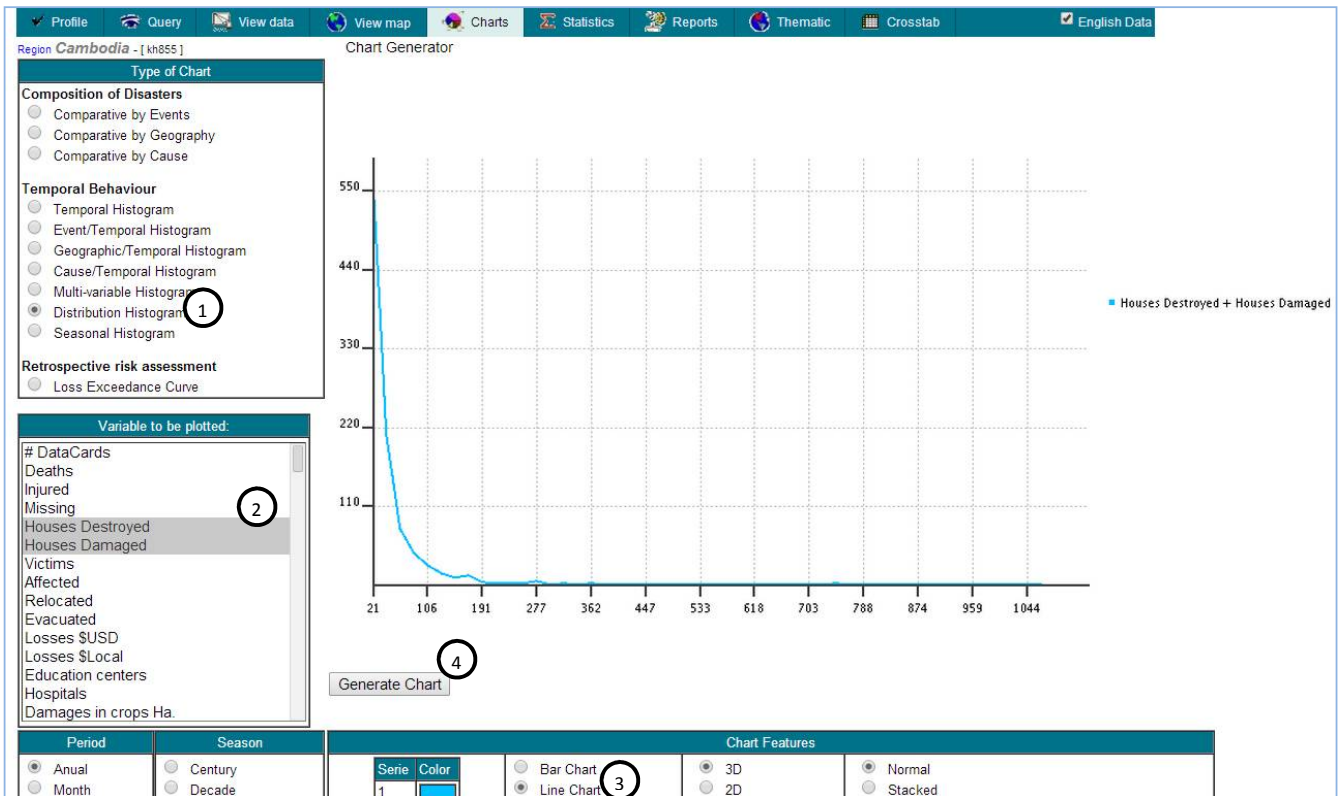 Profile Query View data View map Charts Statistics Reports Thematic Crosstab English Data
Region Cambodia - [ kh855 ]
Chart Generator
Type of Chart
Composition of Disasters
Comparative by Events
Comparative by Geography
Comparative by Cause
Temporal Behaviour
Temporal Histogram
Event/Temporal Histogram
Geographic/Temporal Histogram
Cause/Temporal Histogram
Multi-variable Histogram
Distribution Histogram 1
Seasonal Histogram
Retrospective risk assessment
Loss Exceedance Curve
Variable to be plotted:
# DataCards
Deaths
Injured
Missing
2
Houses Destroyed
Houses Damaged
Victims
Affected
Relocated
Evacuated
Losses $USD
Losses $Local
Education centers
Hospitals
Damages in crops Ha.
550
440
330
220
110
21 106 191 277 362 447 533 618 703 788 874 959 1044
Houses Destroyed + Houses Damaged
4
Generate Chart
Period
Anual
Month
Season
Century
Decade
Chart Features
Serie Color
1
Bar Chart
Line Chart 3
3D
2D
Normal
Stacked